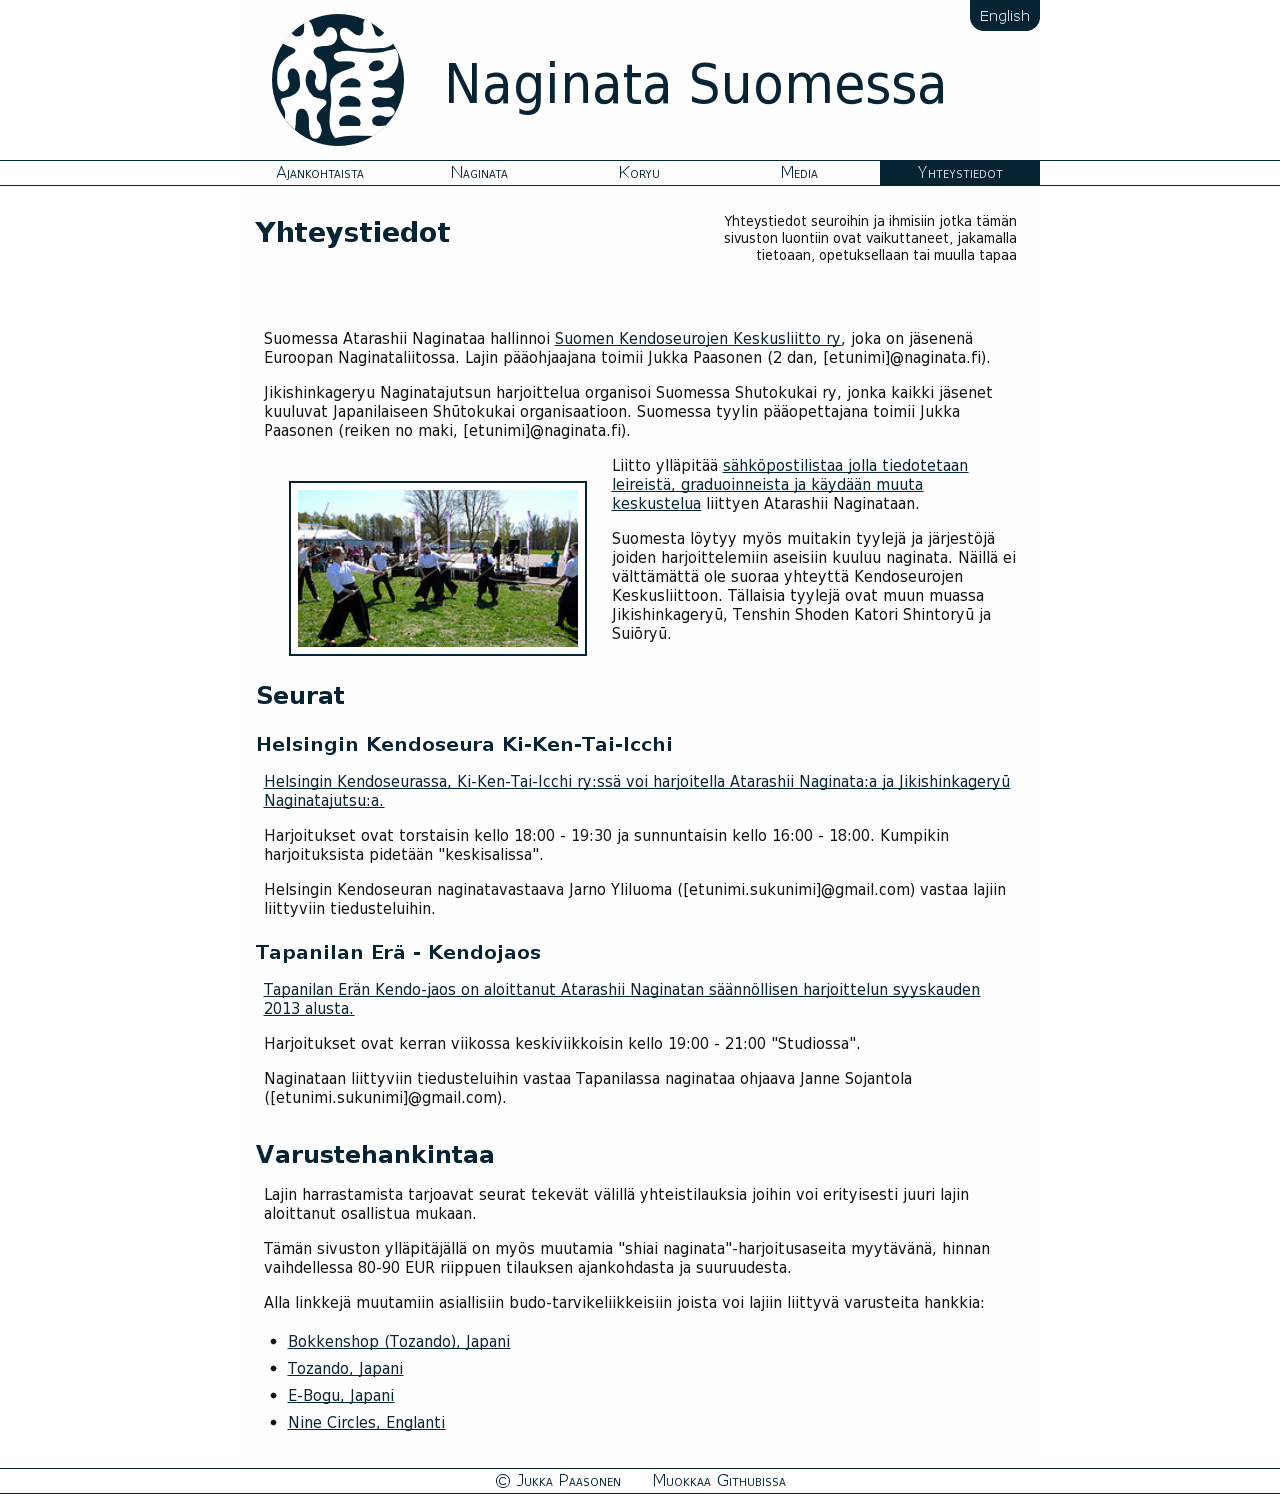 English
Naginata Suomessa
Ajankohtaista Naginata Koryu Media Yhteystiedot
Yhteystiedot
Yhteystiedot seuroihin ja ihmisiin jotka tämän
sivuston luontiin ovat vaikuttaneet, jakamalla
tietoaan, opetuksellaan tai muulla tapaa
Suomessa Atarashii Naginataa hallinnoi Suomen Kendoseurojen Keskusliitto ry, joka on jäsenenä
Euroopan Naginataliitossa. Lajin pääohjaajana toimii Jukka Paasonen (2 dan, [etunimi]@naginata.fi).
Jikishinkageryu Naginatajutsun harjoittelua organisoi Suomessa Shutokukai ry, jonka kaikki jäsenet
kuuluvat Japanilaiseen Shūtokukai organisaatioon. Suomessa tyylin pääopettajana toimii Jukka
Paasonen (reiken no maki, [etunimi]@naginata.fi).
Liitto ylläpitää sähköpostilistaa jolla tiedotetaan
leireistä, graduoinneista ja käydään muuta
keskustelua liittyen Atarashii Naginataan.
Suomesta löytyy myös muitakin tyylejä ja järjestöjä
joiden harjoittelemiin aseisiin kuuluu naginata. Näillä ei
välttämättä ole suoraa yhteyttä Kendoseurojen
Keskusliittoon. Tällaisia tyylejä ovat muun muassa
Jikishinkageryū, Tenshin Shoden Katori Shintoryū ja
Suiōryū.
Seurat
Helsingin Kendoseura Ki-Ken-Tai-Icchi
Helsingin Kendoseurassa, Ki-Ken-Tai-Icchi ry:ssä voi harjoitella Atarashii Naginata:a ja Jikishinkageryū
Naginatajutsu:a.
Harjoitukset ovat torstaisin kello 18:00 - 19:30 ja sunnuntaisin kello 16:00 - 18:00. Kumpikin
harjoituksista pidetään "keskisalissa".
Helsingin Kendoseuran naginatavastaava Jarno Yliluoma ([etunimi.sukunimi]@gmail.com) vastaa lajiin
liittyviin tiedusteluihin.
Tapanilan Erä - Kendojaos
Tapanilan Erän Kendo-jaos on aloittanut Atarashii Naginatan säännöllisen harjoittelun syyskauden
2013 alusta.
Harjoitukset ovat kerran viikossa keskiviikkoisin kello 19:00 - 21:00 "Studiossa".
Naginataan liittyviin tiedusteluihin vastaa Tapanilassa naginataa ohjaava Janne Sojantola
([etunimi.sukunimi]@gmail.com).
Varustehankintaa
Lajin harrastamista tarjoavat seurat tekevät välillä yhteistilauksia joihin voi erityisesti juuri lajin
aloittanut osallistua mukaan.
Tämän sivuston ylläpitäjällä on myös muutamia "shiai naginata"-harjoitusaseita myytävänä, hinnan
vaihdellessa 80-90 EUR riippuen tilauksen ajankohdasta ja suuruudesta.
Alla linkkejä muutamiin asiallisiin budo-tarvikeliikkeisiin joista voi lajiin liittyvä varusteita hankkia:
• Bokkenshop (Tozando), Japani
• Tozando, Japani
• E-Bogu, Japani
• Nine Circles, Englanti
© Jukka Paasonen Muokkaa Githubissa